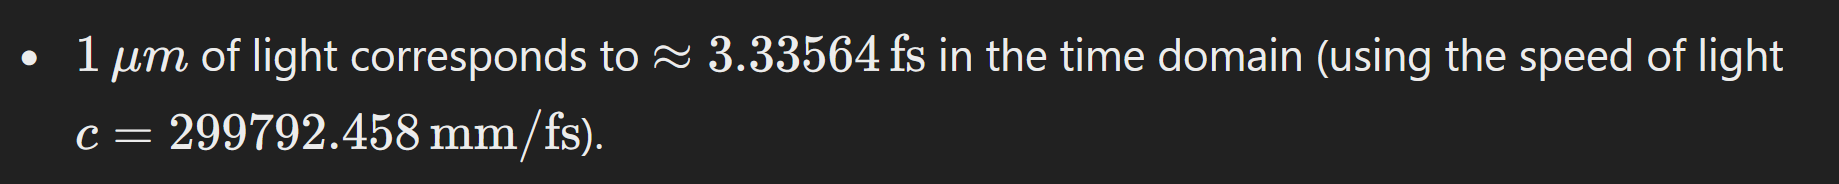 • 1 μm of light corresponds to ≈ 3.33564 fs in the time domain (using the speed of light
c = 299792.458 mm/fs).